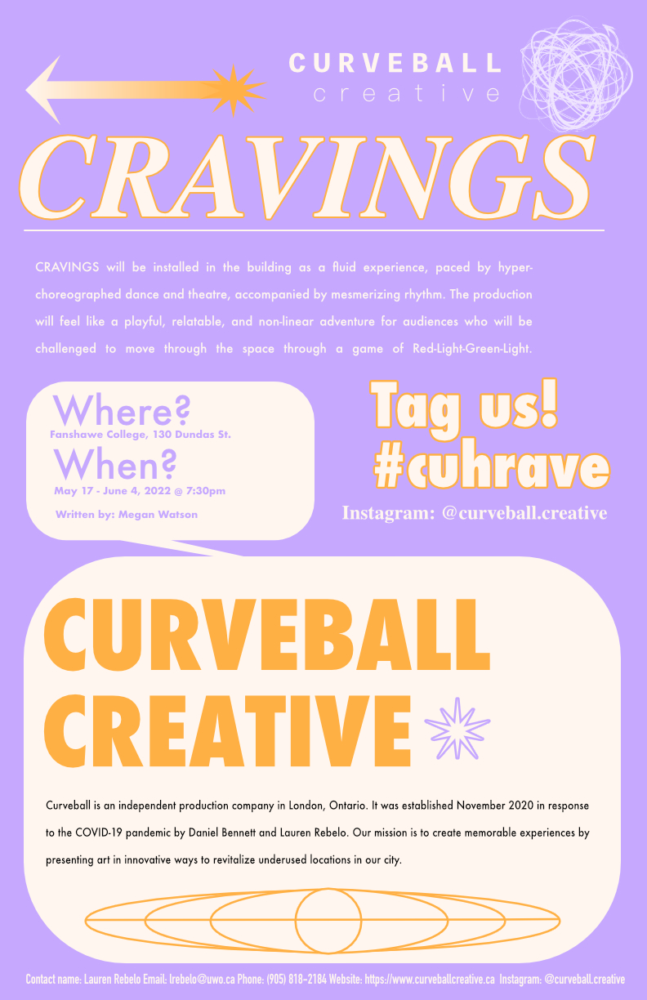 CURVEBALL
creative
CRAVINGS
CRAVINGS will be installed in the building as a fluid experience, paced by hyper-
choreographed dance and theatre, accompanied by mesmerizing rhythm. The production
will feel like a playful, relatable, and non-linear adventure for audiences who will be
challenged to move through the space through a game of Red-Light-Green-Light.
Where?
Fanshawe College, 130 Dundas St.
When?
May 17 - June 4, 2022 @ 7:30pm
Written by: Megan Watson
Tag us!
#cuhrave
Instagram: @curveball.creative
CURVEBALL
CREATIVE
Curveball is an independent production company in London, Ontario. It was established November 2020 in response
to the COVID-19 pandemic by Daniel Bennett and Lauren Rebelo. Our mission is to create memorable experiences by
presenting art in innovative ways to revitalize underused locations in our city.
Contact name: Lauren Rebelo Email: lrebelo@uwo.ca Phone: (905) 818-2184 Website: https://www.curveballcreative.ca Instagram: @curveball.creative